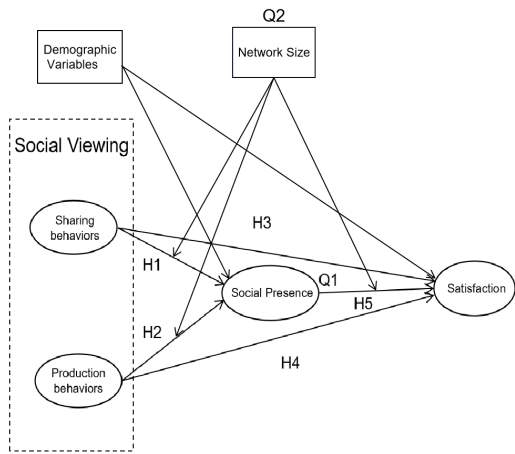 Q2
Demographic
Variables
Network Size
Social Viewing
Sharing
behaviors
H3
H1
Social Presence
Q1
H5
Satisfaction
H2
H4
Production
behaviors